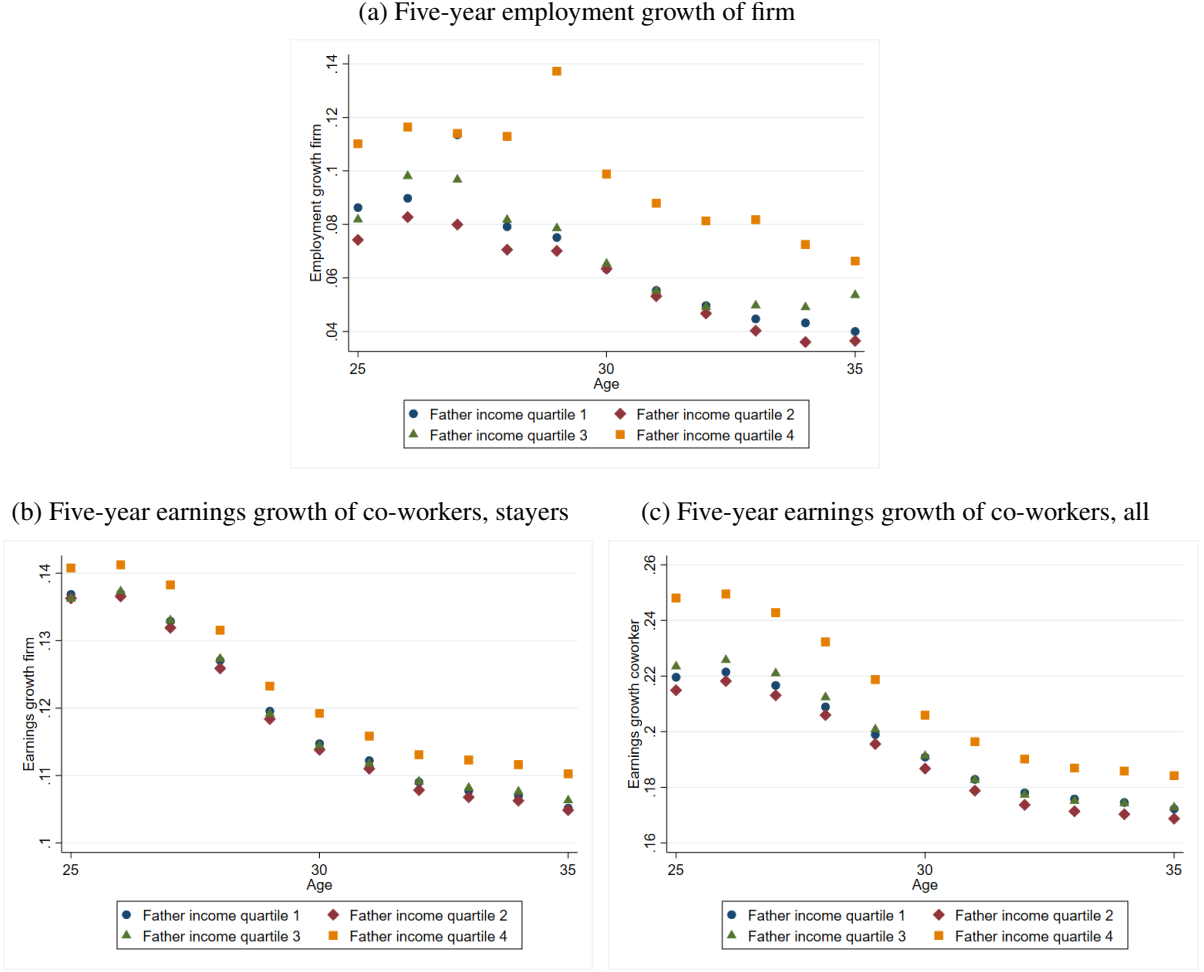 (a) Five-year employment growth of firm
Employment growth firm
.14
.12
.1
.08
.06
.04
25
30
35
Age
Father income quartile 1
Father income quartile 2
Father income quartile 3
Father income quartile 4
(b) Five-year earnings growth of co-workers, stayers
Earnings growth firm
.14
.13
.12
.11
.1
25
30
35
Age
Father income quartile 1
Father income quartile 2
Father income quartile 3
Father income quartile 4
(c) Five-year earnings growth of co-workers, all
Earnings growth coworker
.26
.24
.22
.2
.18
.16
25
30
35
Age
Father income quartile 1
Father income quartile 2
Father income quartile 3
Father income quartile 4